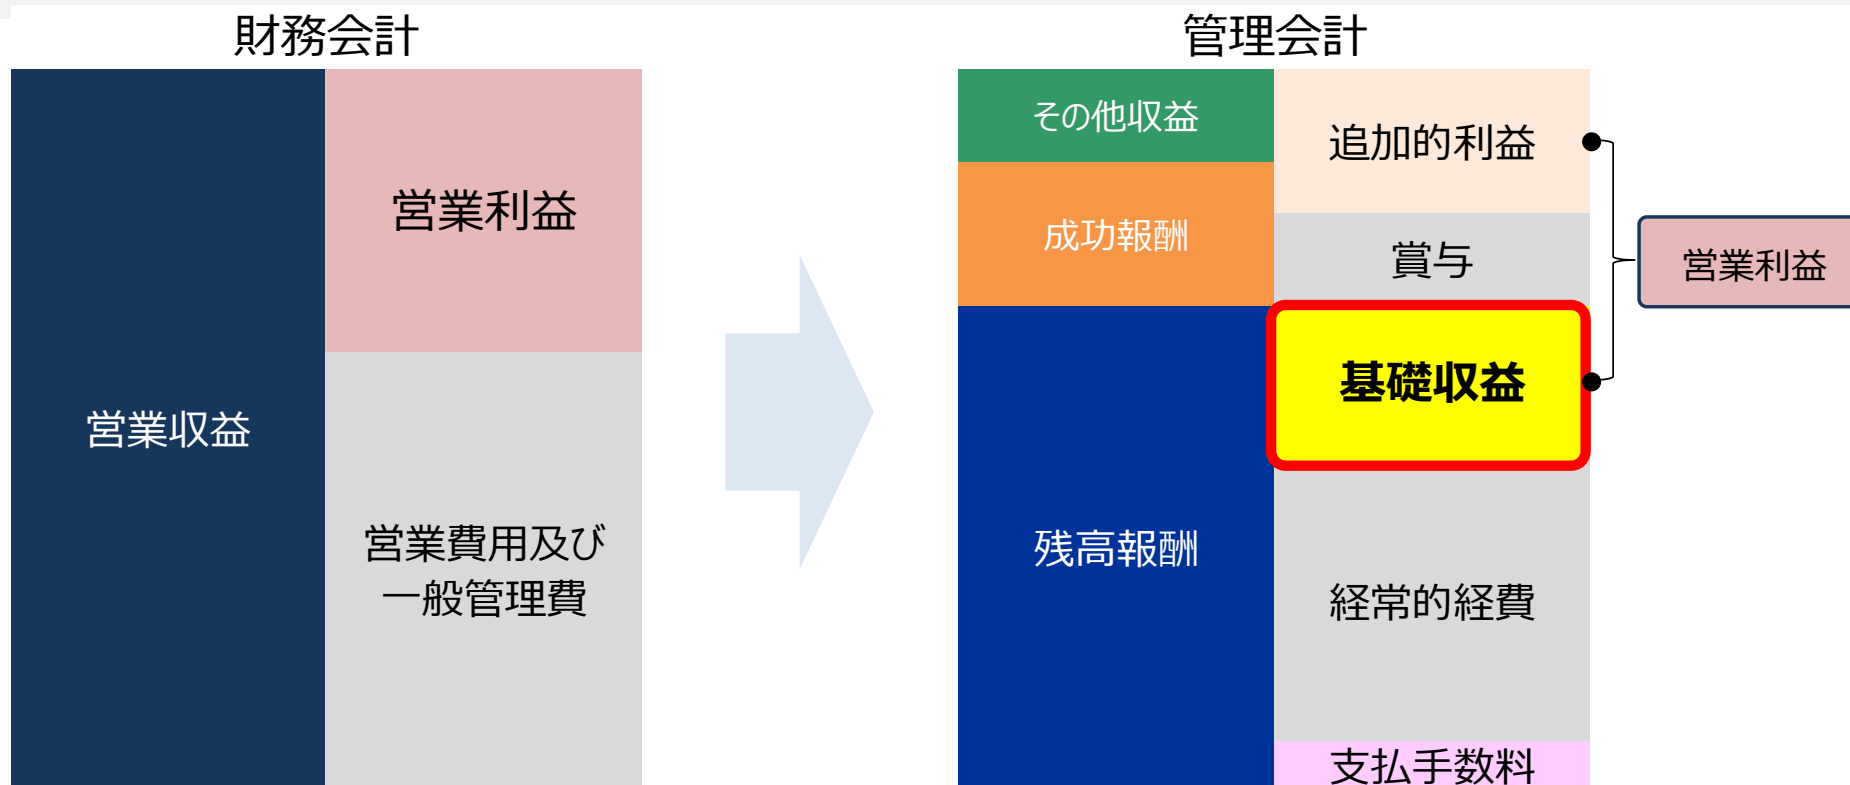 財務会計
営業収益
営業利益
営業費用及び
一般管理費
管理会計
その他収益
成功報酬
残高報酬
追加的利益
賞与
基礎収益
経常的経費
支払手数料
営業利益